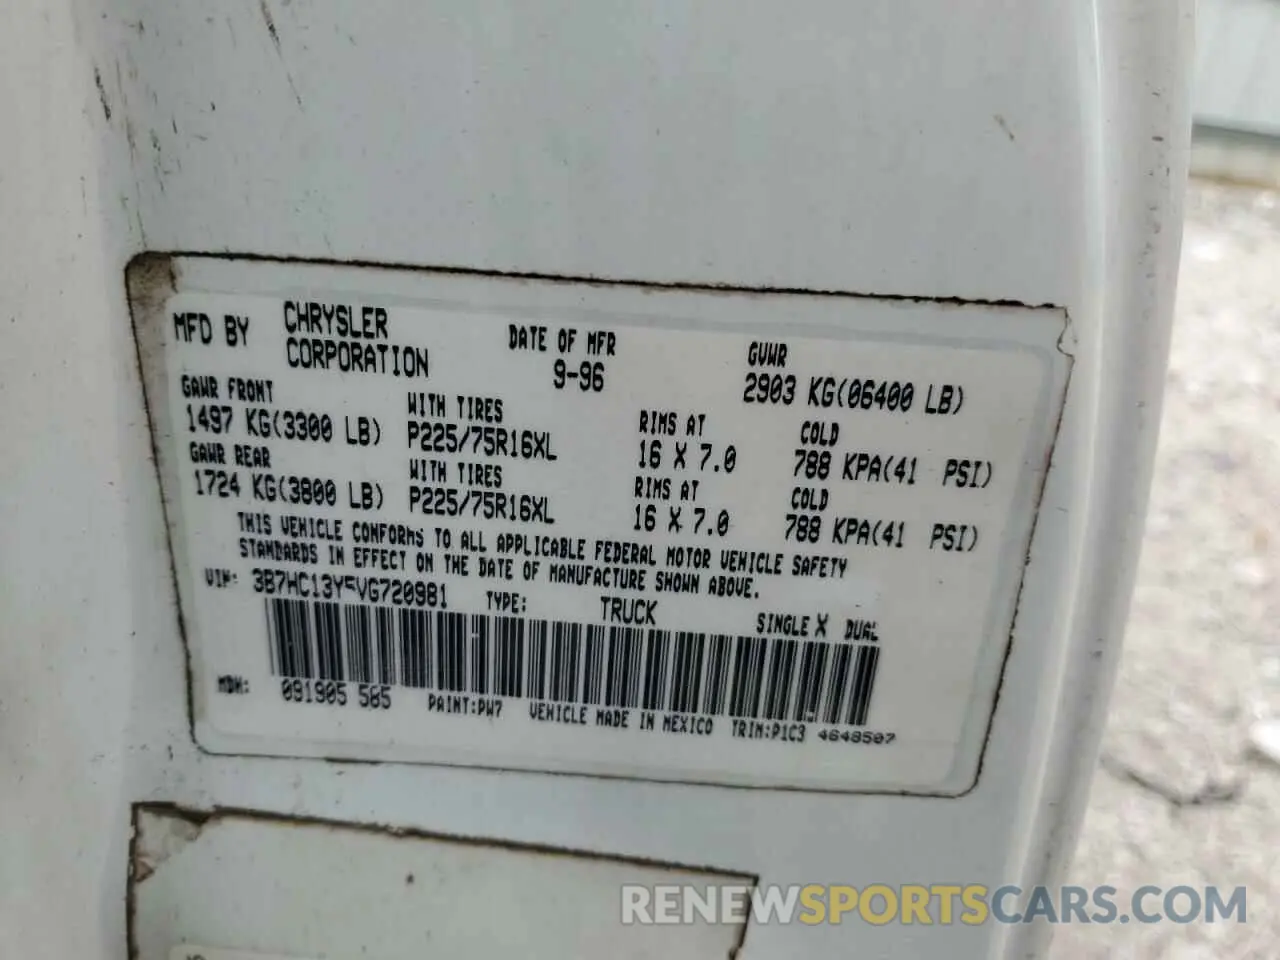 MFD BY CHRYSLER CORPORATION DATE OF MFR 9-96 GVWR 2903 KG(06400 LB)
GAWR FRONT WITH TIRES RIMS AT COLD
1497 KG(3300 LB) P225/75R16XL 16 X 7.0 788 KPA(41 PSI)
GAWR REAR WITH TIRES RIMS AT COLD
1724 KG(3800 LB) P225/75R16XL 16 X 7.0 788 KPA(41 PSI)
THIS VEHICLE CONFORMS TO ALL APPLICABLE FEDERAL MOTOR VEHICLE SAFETY
STANDARDS IN EFFECT ON THE DATE OF MANUFACTURE SHOWN ABOVE.
VIN: 3B7HC13Y5VG720981 TYPE: TRUCK SINGLE X DUAL
MDH: 091905 585 PAINT:PW7 VEHICLE MADE IN MEXICO TRIM:P1C3 4648507
RENEWSPORTSCARS.COM